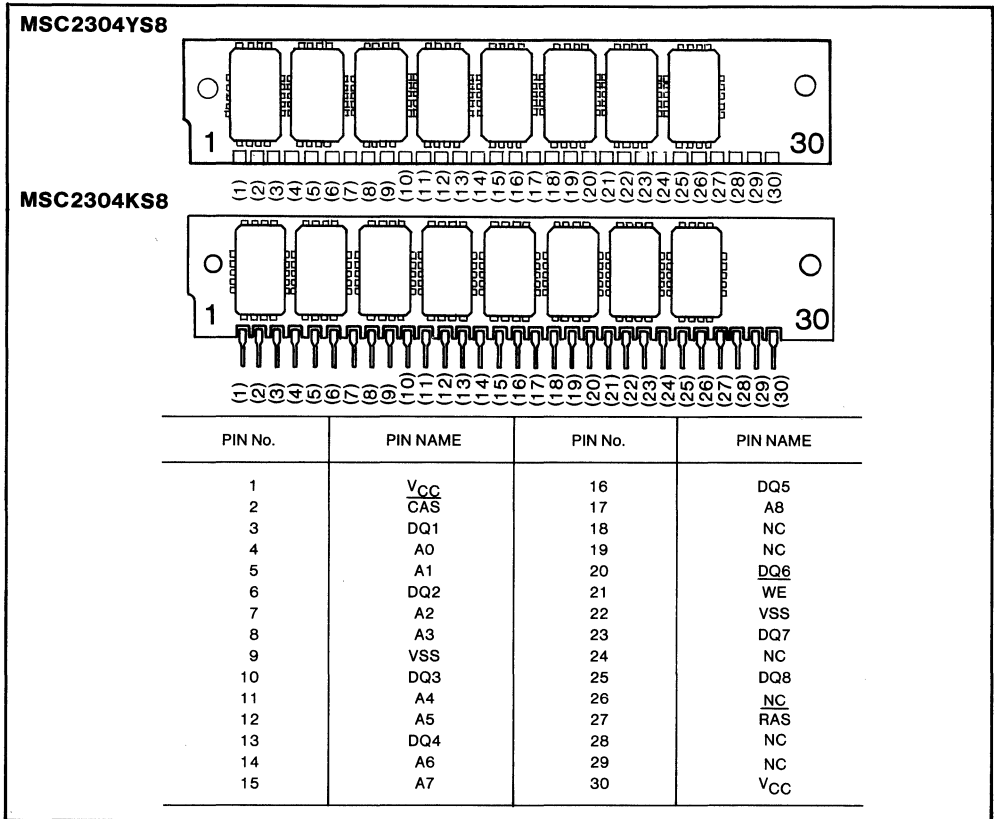 MSC2304YS8
1 30
(1) (2) (3) (4) (5) (6) (7) (8) (9) (10) (11) (12) (13) (14) (15) (16) (17) (18) (19) (20) (21) (22) (23) (24) (25) (26) (27) (28) (29) (30)
MSC2304KS8
1 30
(1) (2) (3) (4) (5) (6) (7) (8) (9) (10) (11) (12) (13) (14) (15) (16) (17) (18) (19) (20) (21) (22) (23) (24) (25) (26) (27) (28) (29) (30)
PIN No. PIN NAME PIN No. PIN NAME
1 V_CC 16 DQ5
2 C̅A̅S̅ 17 A8
3 DQ1 18 NC
4 A0 19 NC
5 A1 20 DQ6
6 DQ2 21 W̅E̅ 
7 A2 22 VSS
8 A3 23 DQ7
9 VSS 24 NC
10 DQ3 25 DQ8
11 A4 26 NC
12 A5 27 R̅A̅S̅
13 DQ4 28 NC
14 A6 29 NC
15 A7 30 V_CC